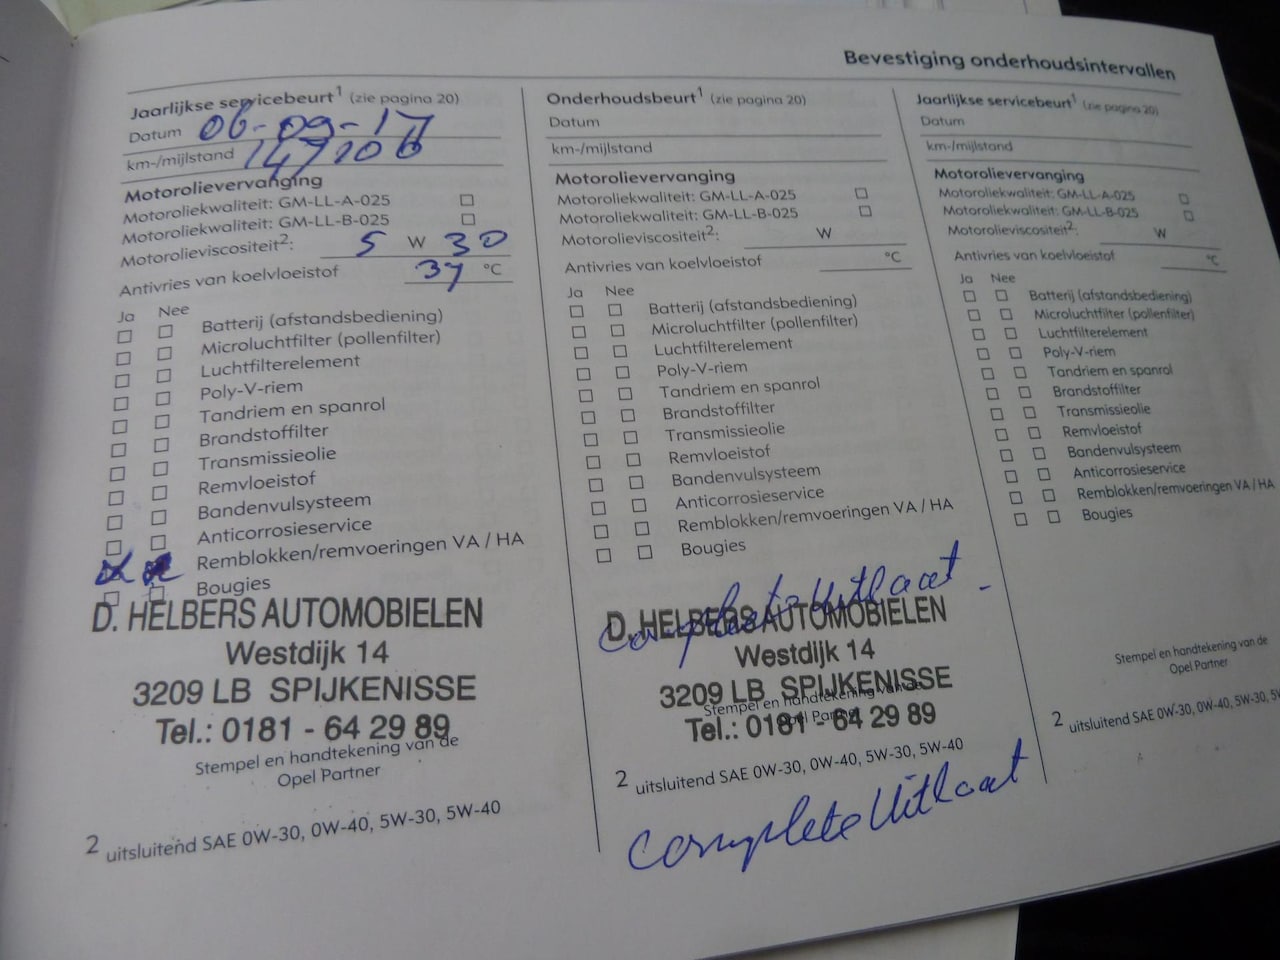 Bevestiging onderhoudsintervallen
Jaarlijkse servicebeurt1 (zie pagina 20)
Datum 06-09-17
km-/mijlstand 147106
Motorolievervanging
Motoroliekwaliteit: GM-LL-A-025
Motoroliekwaliteit: GM-LL-B-025
Motorolieviscositeit2: 5 W 30
Antivries van koelvloeistof 37 °C
Ja Nee
Batterij (afstandsbediening)
Microluchtfilter (pollenfilter)
Luchtfilterelement
Poly-V-riem
Tandriem en spanrol
Brandstoffilter
Transmissieolie
Remvloeistof
Bandenvulsysteem
Anticorrosieservice
Remblokken/remvoeringen VA / HA
Bougies
D. HELBERS AUTOMOBIELEN
Westdijk 14
3209 LB SPIJKENISSE
Tel.: 0181 - 64 29 89
Stempel en handtekening van de
Opel Partner
2 uitsluitend SAE 0W-30, 0W-40, 5W-30, 5W-40
Onderhoudsbeurt1 (zie pagina 20)
Datum
km-/mijlstand
Motorolievervanging
Motoroliekwaliteit: GM-LL-A-025
Motoroliekwaliteit: GM-LL-B-025
Motorolieviscositeit2: W
Antivries van koelvloeistof °C
Ja Nee
Batterij (afstandsbediening)
Microluchtfilter (pollenfilter)
Luchtfilterelement
Poly-V-riem
Tandriem en spanrol
Brandstoffilter
Transmissieolie
Remvloeistof
Bandenvulsysteem
Anticorrosieservice
Remblokken/remvoeringen VA / HA
Bougies
complete Uitlaat
D. HELBERS AUTOMOBIELEN
Westdijk 14
3209 LB SPIJKENISSE
Stempel en handtekening van de
Opel Partner
Tel.: 0181 - 64 29 89
2 uitsluitend SAE 0W-30, 0W-40, 5W-30, 5W-40
complete Uitlaat
Jaarlijkse servicebeurt1 (zie pagina 20)
Datum
km-/mijlstand
Motorolievervanging
Motoroliekwaliteit: GM-LL-A-025
Motoroliekwaliteit: GM-LL-B-025
Motorolieviscositeit2: W
Antivries van koelvloeistof °C
Ja Nee
Batterij (afstandsbediening)
Microluchtfilter (pollenfilter)
Luchtfilterelement
Poly-V-riem
Tandriem en spanrol
Brandstoffilter
Transmissieolie
Remvloeistof
Bandenvulsysteem
Anticorrosieservice
Remblokken/remvoeringen VA / HA
Bougies
Stempel en handtekening van de
Opel Partner
2 uitsluitend SAE 0W-30, 0W-40, 5W-30,